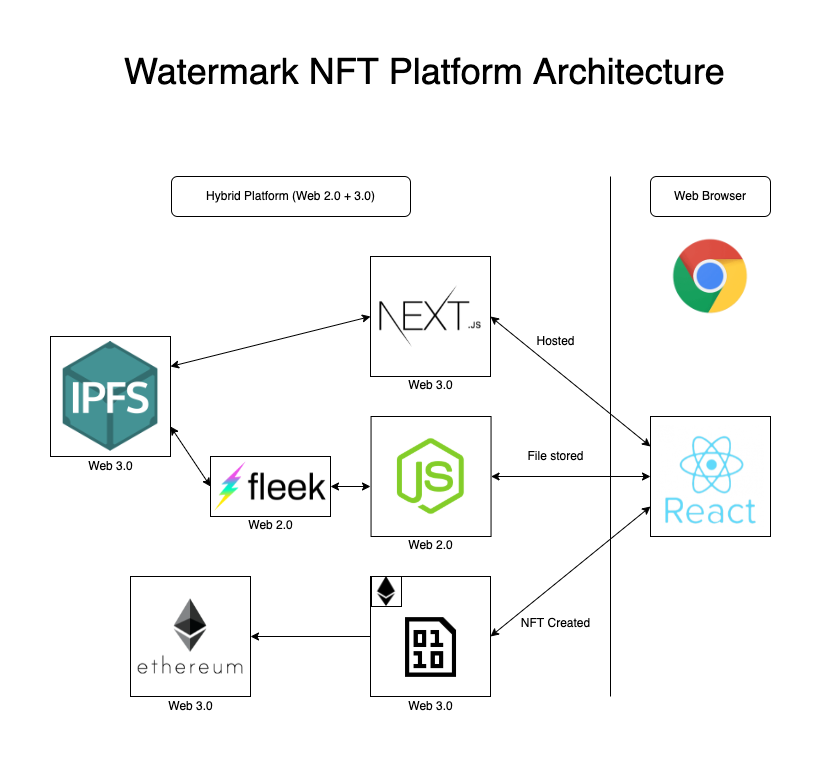 Watermark NFT Platform Architecture
Hybrid Platform (Web 2.0 + 3.0)
Web Browser
NEXT.JS
Web 3.0
Hosted
IPFS
Web 3.0
fleek
Web 2.0
JS
Web 2.0
File stored
React
ethereum
Web 3.0
01
10
Web 3.0
NFT Created